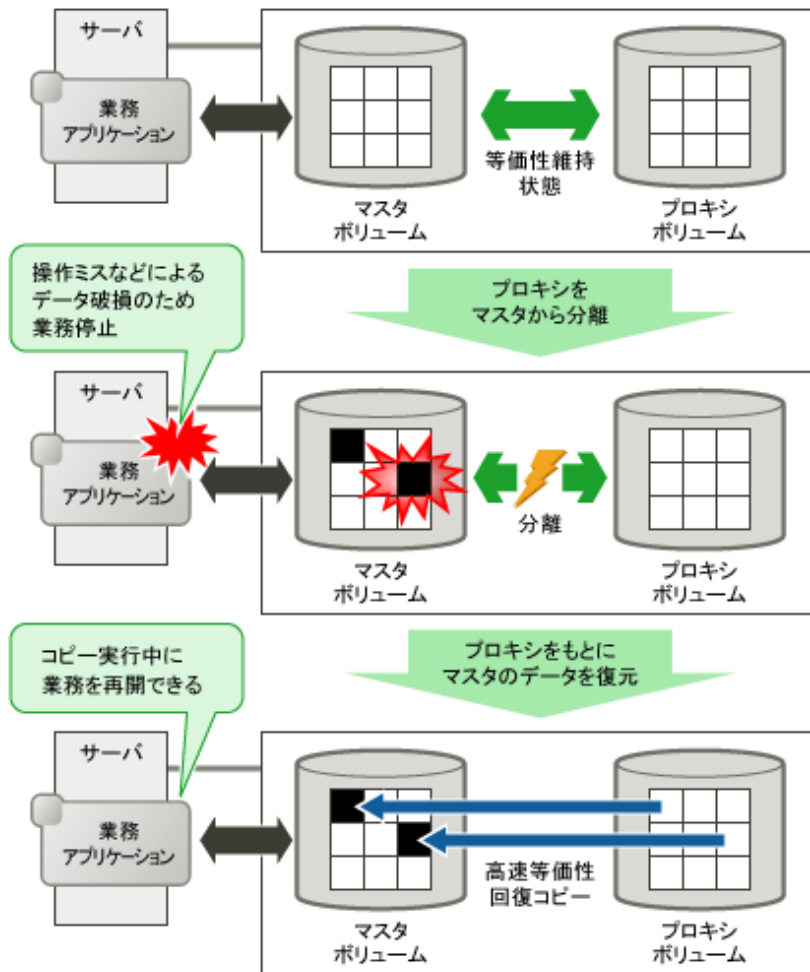 サーバ
業務
アプリケーション
等価性維持
状態
マスタ
ボリューム
プロキシ
ボリューム
プロキシを
マスタから分離
操作ミスなどによる
データ破損のため
業務停止
サーバ
業務
アプリケーション
分離
マスタ
ボリューム
プロキシ
ボリューム
プロキシをもとに
マスタのデータを復元
コピー実行中に
業務を再開できる
サーバ
業務
アプリケーション
高速等価性
回復コピー
マスタ
ボリューム
プロキシ
ボリューム